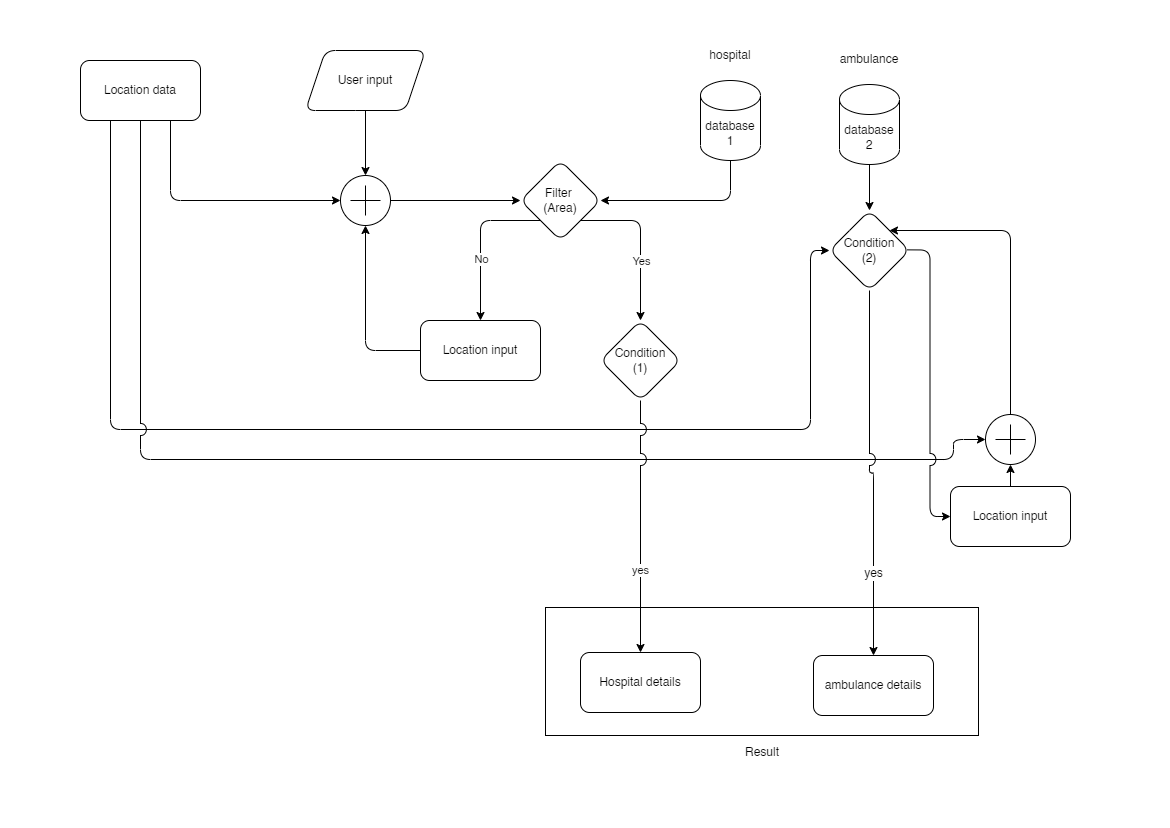 hospital
ambulance
Location data
User input
database
1
database
2
Filter
(Area)
Condition
(2)
No
Yes
Location input
Condition
(1)
Location input
yes
yes
Hospital details
ambulance details
Result